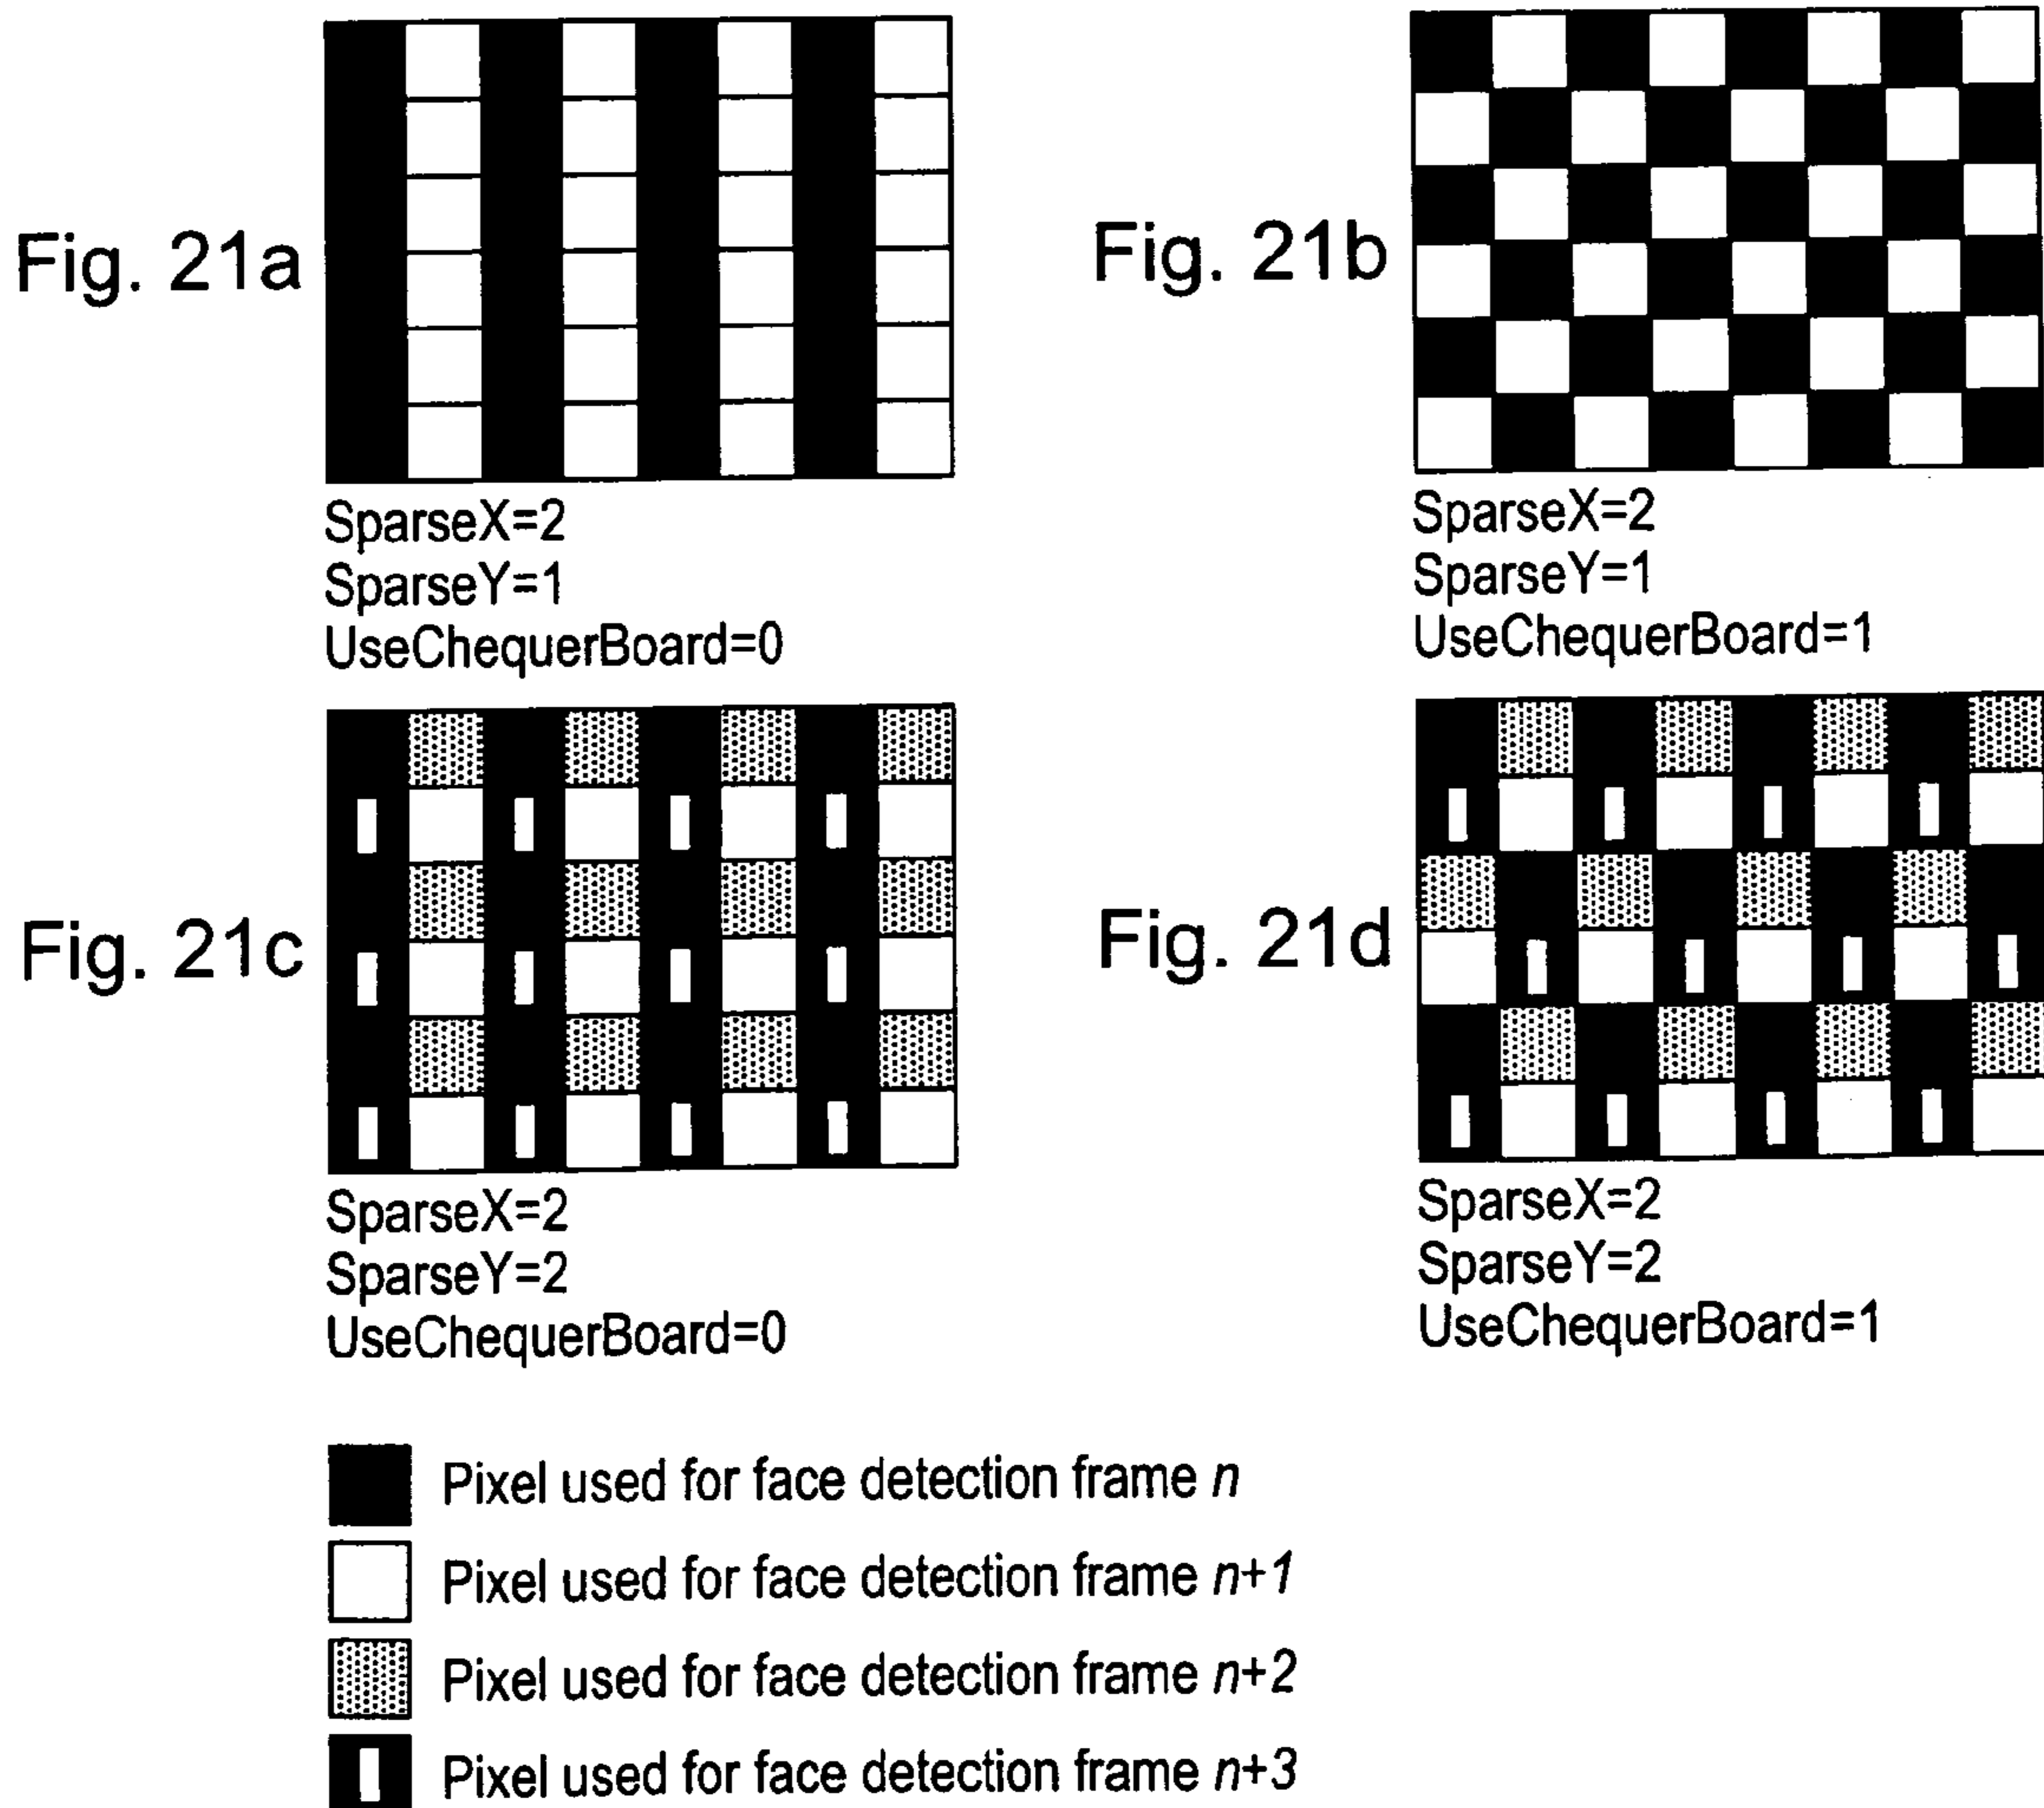 Fig. 21a
SparseX=2
SparseY=1
UseChequerBoard=0
Fig. 21b
SparseX=2
SparseY=1
UseChequerBoard=1
Fig. 21c
SparseX=2
SparseY=2
UseChequerBoard=0
Fig. 21d
SparseX=2
SparseY=2
UseChequerBoard=1
Pixel used for face detection frame n
Pixel used for face detection frame n+1
Pixel used for face detection frame n+2
Pixel used for face detection frame n+3